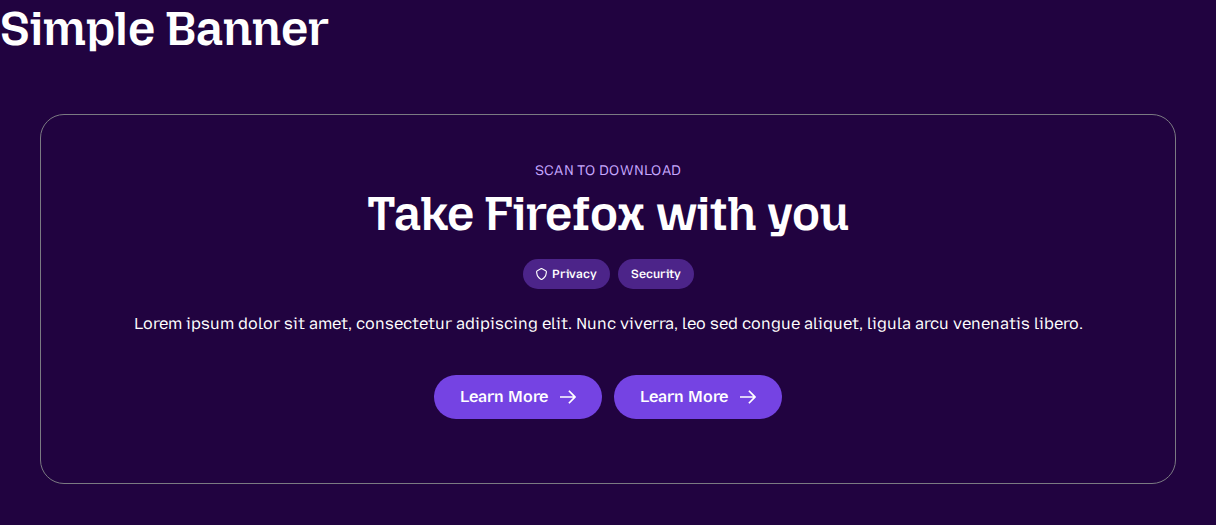 Simple Banner
SCAN TO DOWNLOAD
Take Firefox with you
Privacy Security
Lorem ipsum dolor sit amet, consectetur adipiscing elit. Nunc viverra, leo sed congue aliquet, ligula arcu venenatis libero.
Learn More Learn More